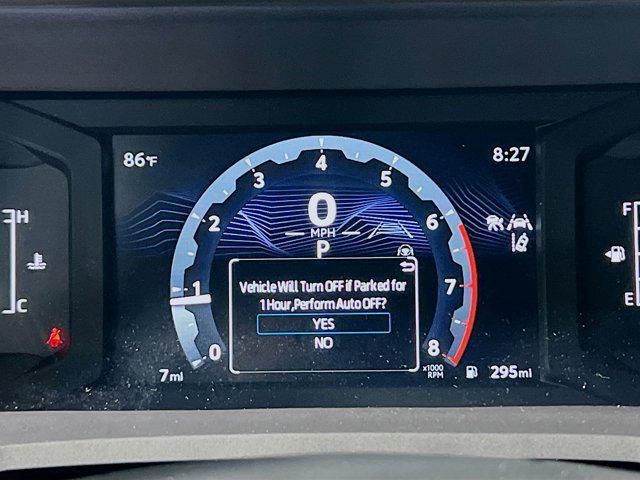 86°F
8:27
4
3
5
2
6
0
MPH
P
1
7
0
8
Vehicle Will Turn OFF if Parked for
1 Hour,Perform Auto OFF?
YES
NO
x1000
RPM
7mi
295mi
H
C
F
E